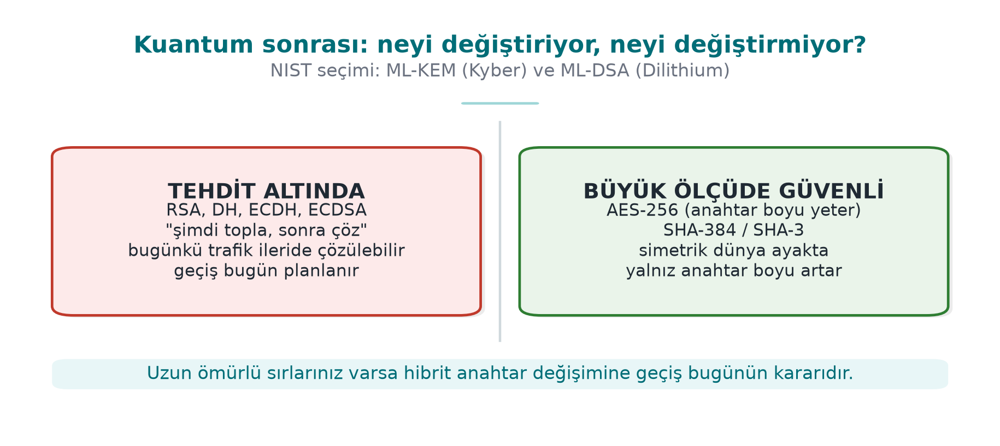 Kuantum sonrası: neyi değiştiriyor, neyi değiştirmiyor?
NIST seçimi: ML-KEM (Kyber) ve ML-DSA (Dilithium)
TEHDİT ALTINDA
RSA, DH, ECDH, ECDSA
"şimdi topla, sonra çöz"
bugünkü trafik ileride çözülebilir
geçiş bugün planlanır
BÜYÜK ÖLÇÜDE GÜVENLİ
AES-256 (anahtar boyu yeter)
SHA-384 / SHA-3
simetrik dünya ayakta
yalnız anahtar boyu artar
Uzun ömürlü sırlarınız varsa hibrit anahtar değişimine geçiş bugünün kararıdır.